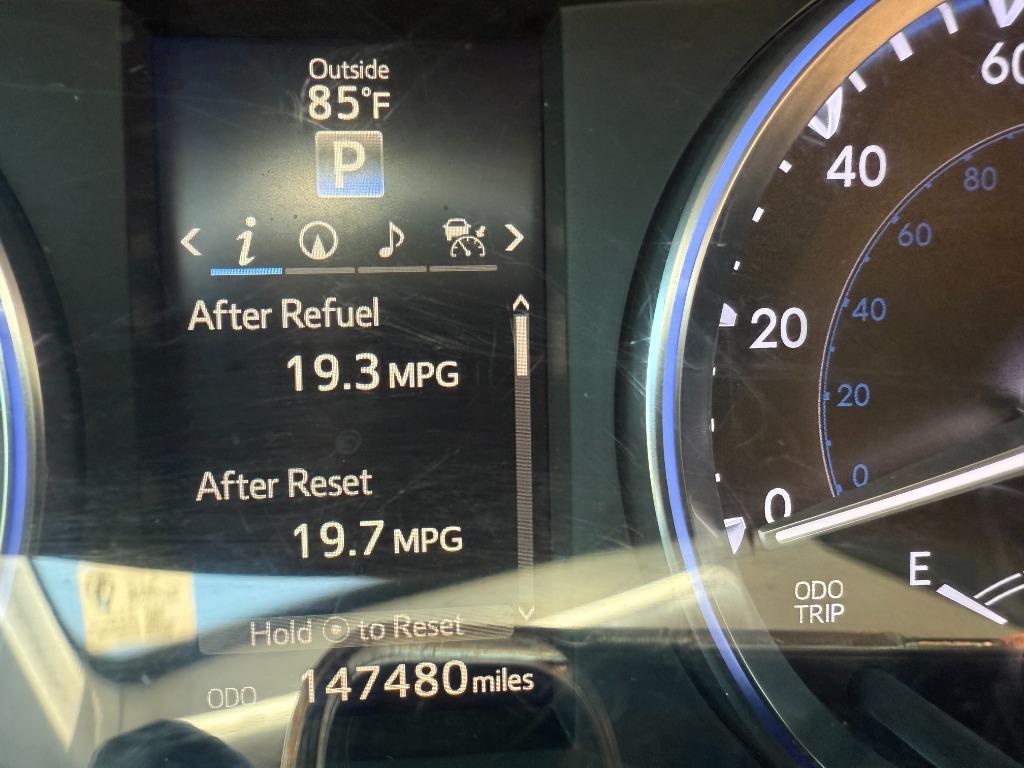 Outside
85°F
P
After Refuel
19.3 MPG
After Reset
19.7 MPG
Hold to Reset
ODO 147480 miles
60
40
20
0
80
60
40
20
0
E
ODO
TRIP